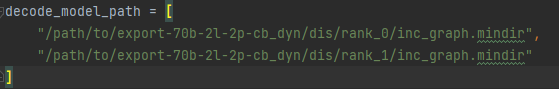 decode_model_path = [
    "/path/to/export-70b-2l-2p-cb_dyn/dis/rank_0/inc_graph.mindir",
    "/path/to/export-70b-2l-2p-cb_dyn/dis/rank_1/inc_graph.mindir"
]